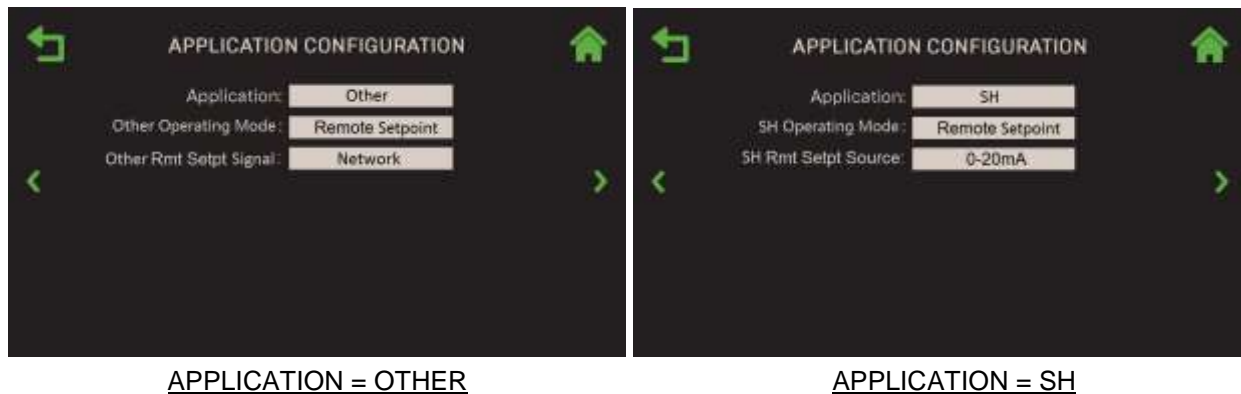 APPLICATION CONFIGURATION
Application: Other
Other Operating Mode: Remote Setpoint
Other Rmt Setpt Signal: Network
APPLICATION = OTHER
APPLICATION CONFIGURATION
Application: SH
SH Operating Mode: Remote Setpoint
SH Rmt Setpt Source: 0-20mA
APPLICATION = SH